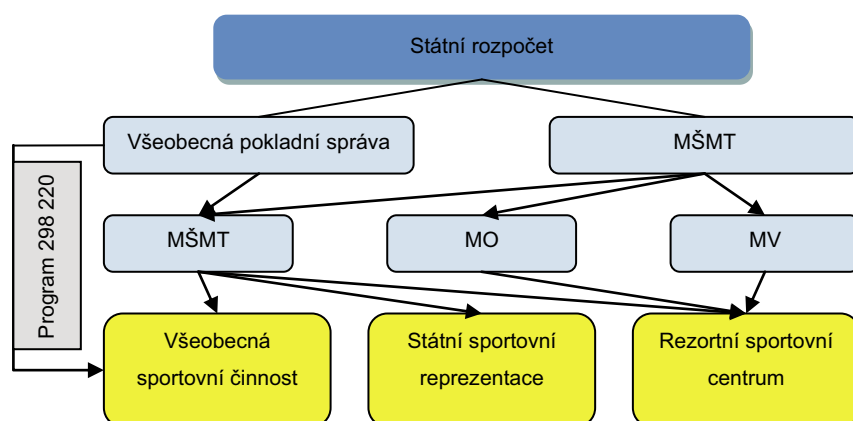 Státní rozpočet
Všeobecná pokladní správa
MŠMT
Program 298 220
MŠMT
MO
MV
Všeobecná
sportovní činnost
Státní sportovní
reprezentace
Rezortní sportovní
centrum